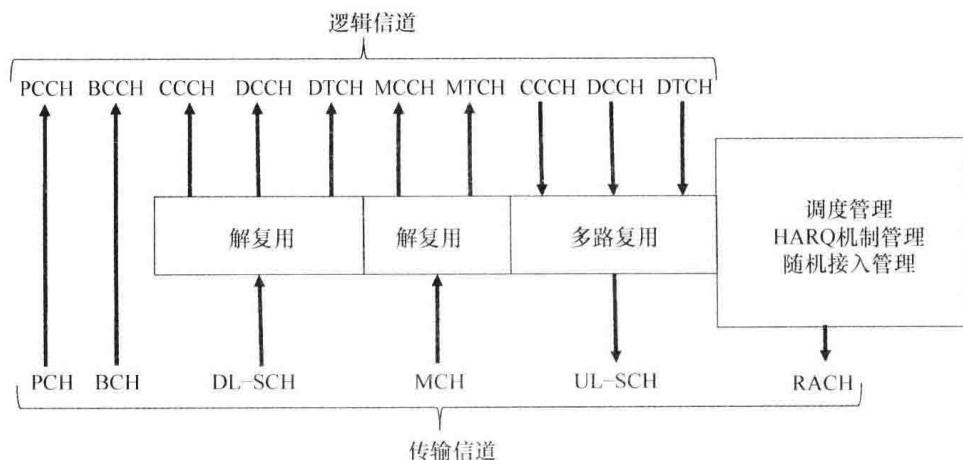 逻辑信道
PCCH BCCH CCCH DCCH DTCH MCCH MTCH CCCH DCCH DTCH
解复用 解复用 多路复用
调度管理
HARQ机制管理
随机接入管理
PCH BCH DL-SCH MCH UL-SCH RACH
传输信道